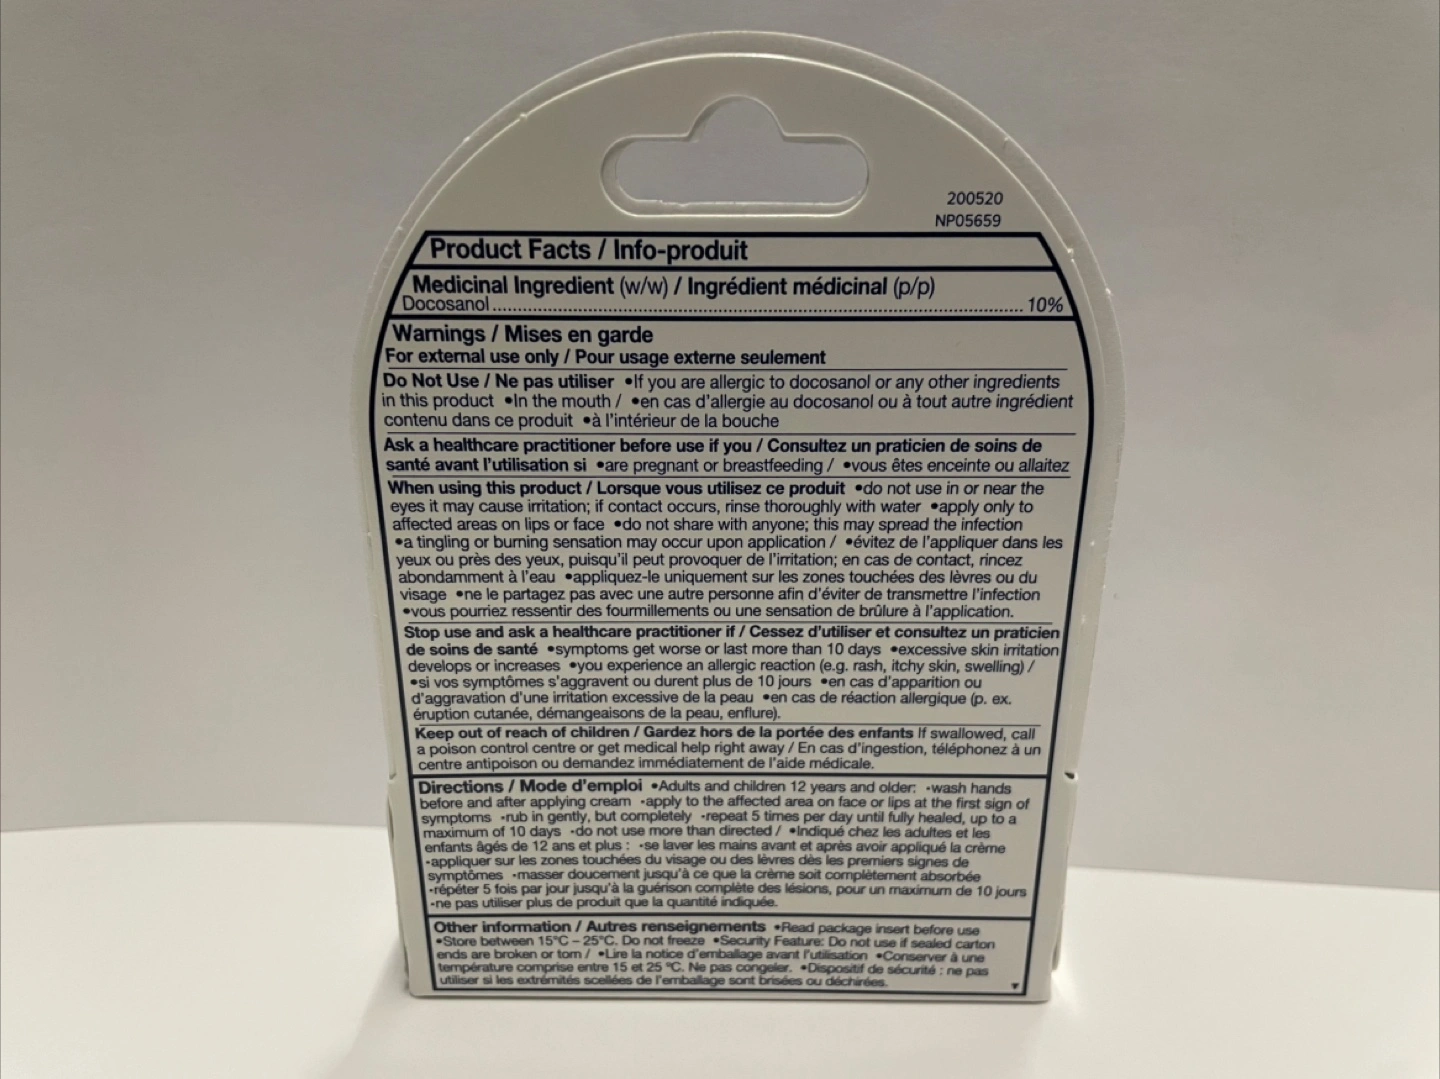 200520
NP05659
Product Facts / Info-produit
Medicinal Ingredient (w/w) / Ingrédient médicinal (p/p)
Docosanol.................................................................................................... 10%
Warnings / Mises en garde
For external use only / Pour usage externe seulement
Do Not Use / Ne pas utiliser •If you are allergic to docosanol or any other ingredients
in this product •In the mouth / •en cas d'allergie au docosanol ou à tout autre ingrédient
contenu dans ce produit •à l'intérieur de la bouche
Ask a healthcare practitioner before use if you / Consultez un praticien de soins de
santé avant l'utilisation si •are pregnant or breastfeeding / •vous êtes enceinte ou allaitez
When using this product / Lorsque vous utilisez ce produit •do not use in or near the
eyes it may cause irritation; if contact occurs, rinse thoroughly with water •apply only to
affected areas on lips or face •do not share with anyone; this may spread the infection
•a tingling or burning sensation may occur upon application / •évitez de l'appliquer dans les
yeux ou près des yeux, puisqu'il peut provoquer de l'irritation; en cas de contact, rincez
abondamment à l'eau •appliquez-le uniquement sur les zones touchées des lèvres ou du
visage •ne le partagez pas avec une autre personne afin d'éviter de transmettre l'infection
•vous pourriez ressentir des fourmillements ou une sensation de brûlure à l'application.
Stop use and ask a healthcare practitioner if / Cessez d'utiliser et consultez un praticien
de soins de santé •symptoms get worse or last more than 10 days •excessive skin irritation
develops or increases •you experience an allergic reaction (e.g. rash, itchy skin, swelling) /
•si vos symptômes s'aggravent ou durent plus de 10 jours •en cas d'apparition ou
d'aggravation d'une irritation excessive de la peau •en cas de réaction allergique (p. ex.
éruption cutanée, démangeaisons de la peau, enflure).
Keep out of reach of children / Gardez hors de la portée des enfants If swallowed, call
a poison control centre or get medical help right away / En cas d'ingestion, téléphonez à un
centre antipoison ou demandez immédiatement de l'aide médicale.
Directions / Mode d'emploi •Adults and children 12 years and older: •wash hands
before and after applying cream •apply to the affected area on face or lips at the first sign of
symptoms •rub in gently, but completely •repeat 5 times per day until fully healed, up to a
maximum of 10 days •do not use more than directed / •Indiqué chez les adultes et les
enfants âgés de 12 ans et plus : •se laver les mains avant et après avoir appliqué la crème
•appliquer sur les zones touchées du visage ou des lèvres dès les premiers signes de
symptômes •masser doucement jusqu'à ce que la crème soit complètement absorbée
•répéter 5 fois par jour jusqu'à la guérison complète des lésions, pour un maximum de 10 jours
•ne pas utiliser plus de produit que la quantité indiquée.
Other information / Autres renseignements •Read package insert before use
•Store between 15°C – 25°C. Do not freeze •Security Feature: Do not use if sealed carton
ends are broken or torn / •Lire la notice d'emballage avant l'utilisation •Conserver à une
température comprise entre 15 et 25 °C. Ne pas congeler. •Dispositif de sécurité : ne pas
utiliser si les extrémités scellées de l'emballage sont brisées ou déchirées.